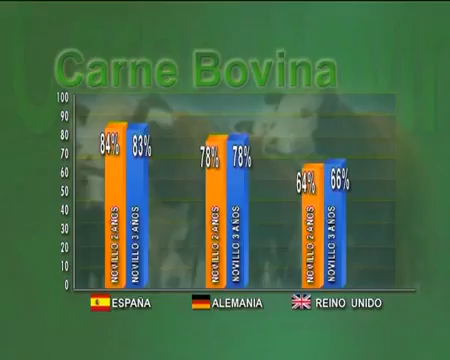 Carne Bovina
100
90
80
70
60
50
40
30
20
10
0
84%
83%
78%
78%
64%
66%
NOVILLO 2 AÑOS
NOVILLO 3 AÑOS
NOVILLO 2 AÑOS
NOVILLO 3 AÑOS
NOVILLO 2 AÑOS
NOVILLO 3 AÑOS
ESPAÑA
ALEMANIA
REINO UNIDO